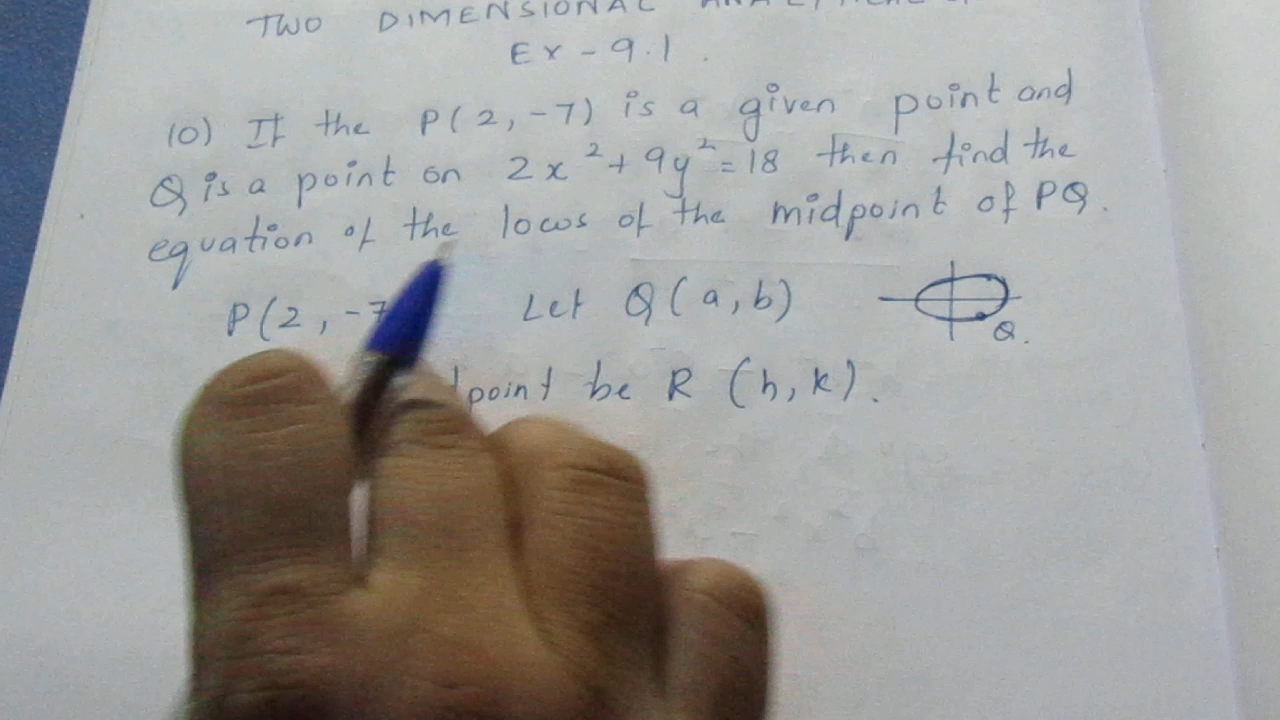 TWO DIMENSIONAL
Ex - 9.1.
10) If the P(2, -7) is a given point and
Q is a point on 2x² + 9y² = 18 then find the
equation of the locus of the midpoint of PQ.
P(2, -7 Let Q(a, b)
Q.
point be R (h, k).